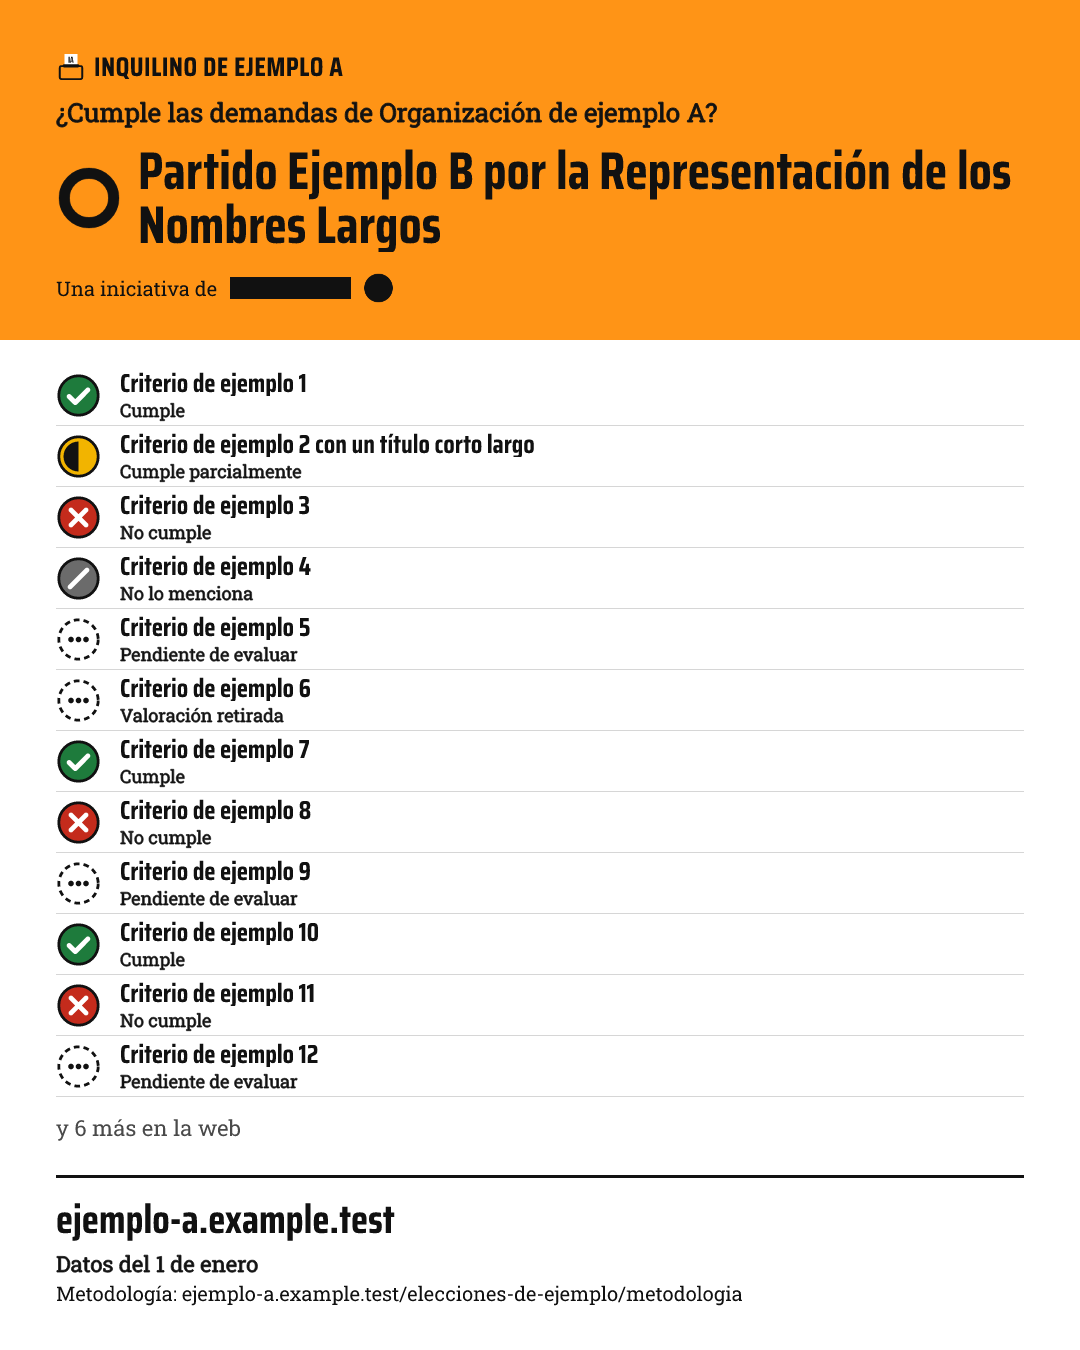 INQUILINO DE EJEMPLO A
¿Cumple las demandas de Organización de ejemplo A?
Partido Ejemplo B por la Representación de los
Nombres Largos
Una iniciativa de
Criterio de ejemplo 1
Cumple
Criterio de ejemplo 2 con un título corto largo
Cumple parcialmente
Criterio de ejemplo 3
No cumple
Criterio de ejemplo 4
No lo menciona
Criterio de ejemplo 5
Pendiente de evaluar
Criterio de ejemplo 6
Valoración retirada
Criterio de ejemplo 7
Cumple
Criterio de ejemplo 8
No cumple
Criterio de ejemplo 9
Pendiente de evaluar
Criterio de ejemplo 10
Cumple
Criterio de ejemplo 11
No cumple
Criterio de ejemplo 12
Pendiente de evaluar
y 6 más en la web
ejemplo-a.example.test
Datos del 1 de enero
Metodología: ejemplo-a.example.test/elecciones-de-ejemplo/metodologia